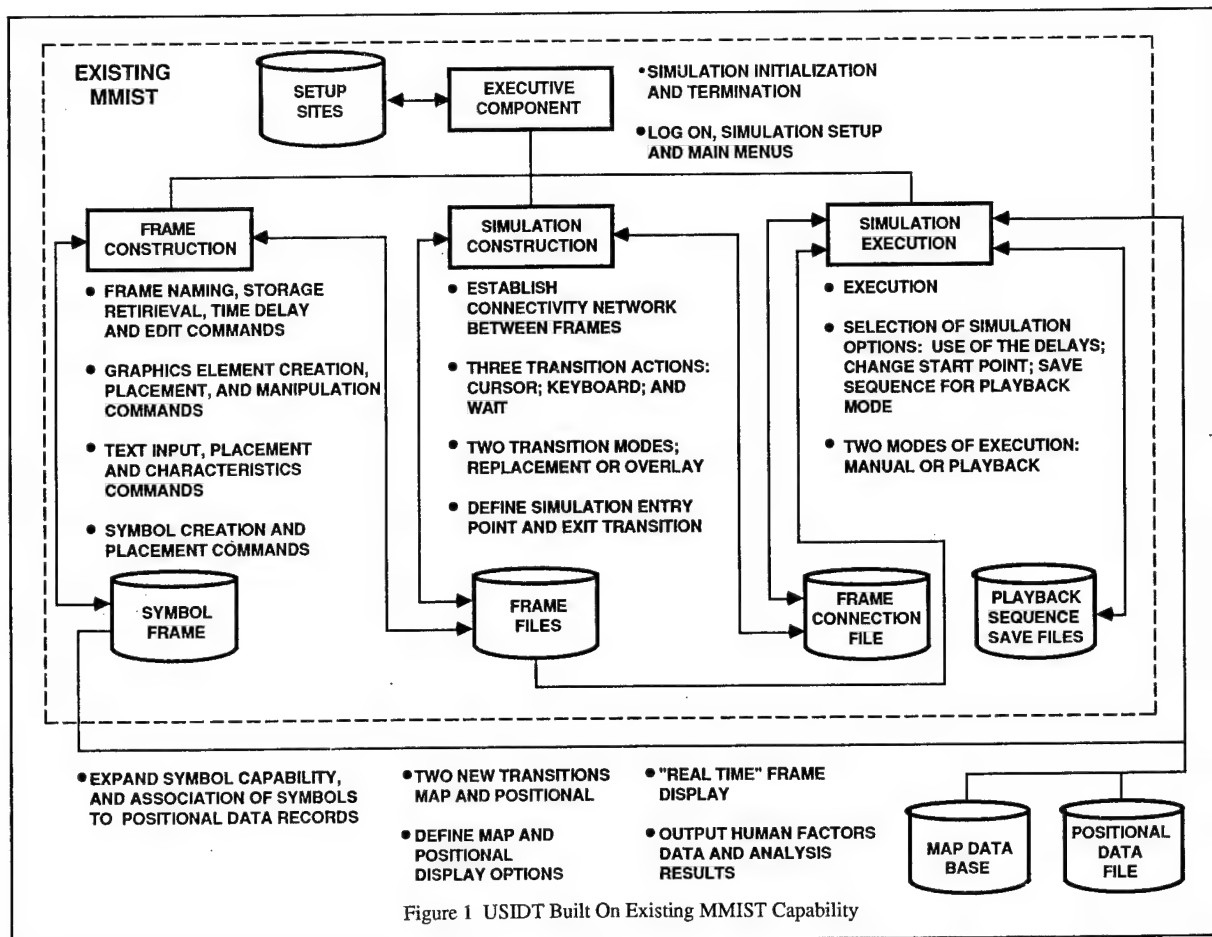 EXISTING
MMIST
SETUP
SITES
EXECUTIVE
COMPONENT
•SIMULATION INITIALIZATION
AND TERMINATION
• LOG ON, SIMULATION SETUP
AND MAIN MENUS
FRAME
CONSTRUCTION
• FRAME NAMING, STORAGE
RETIRIEVAL, TIME DELAY
AND EDIT COMMANDS
• GRAPHICS ELEMENT CREATION,
PLACEMENT, AND MANIPULATION
COMMANDS
• TEXT INPUT, PLACEMENT
AND CHARACTERISTICS
COMMANDS
• SYMBOL CREATION AND
PLACEMENT COMMANDS
SYMBOL
FRAME
SIMULATION
CONSTRUCTION
• ESTABLISH
CONNECTIVITY NETWORK
BETWEEN FRAMES
• THREE TRANSITION ACTIONS:
CURSOR; KEYBOARD; AND
WAIT
• TWO TRANSITION MODES;
REPLACEMENT OR OVERLAY
• DEFINE SIMULATION ENTRY
POINT AND EXIT TRANSITION
FRAME
FILES
SIMULATION
EXECUTION
• EXECUTION
• SELECTION OF SIMULATION
OPTIONS: USE OF THE DELAYS;
CHANGE START POINT; SAVE
SEQUENCE FOR PLAYBACK
MODE
• TWO MODES OF EXECUTION:
MANUAL OR PLAYBACK
FRAME
CONNECTION
FILE
PLAYBACK
SEQUENCE
SAVE FILES
• EXPAND SYMBOL CAPABILITY,
AND ASSOCIATION OF SYMBOLS
TO POSITIONAL DATA RECORDS
•TWO NEW TRANSITIONS
MAP AND POSITIONAL
• DEFINE MAP AND
POSITIONAL
DISPLAY OPTIONS
•"REAL TIME" FRAME
DISPLAY
• OUTPUT HUMAN FACTORS
DATA AND ANALYSIS
RESULTS
MAP DATA
BASE
POSITIONAL
DATA
FILE
Figure 1 USIDT Built On Existing MMIST Capability